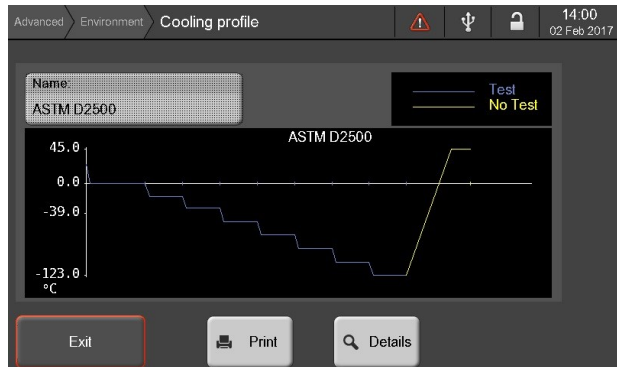 Advanced Environment Cooling profile
14:00
02 Feb 2017
Name:
ASTM D2500
Test
No Test
ASTM D2500
45.0
0.0
-39.0
-123.0
°C
Exit Print Details